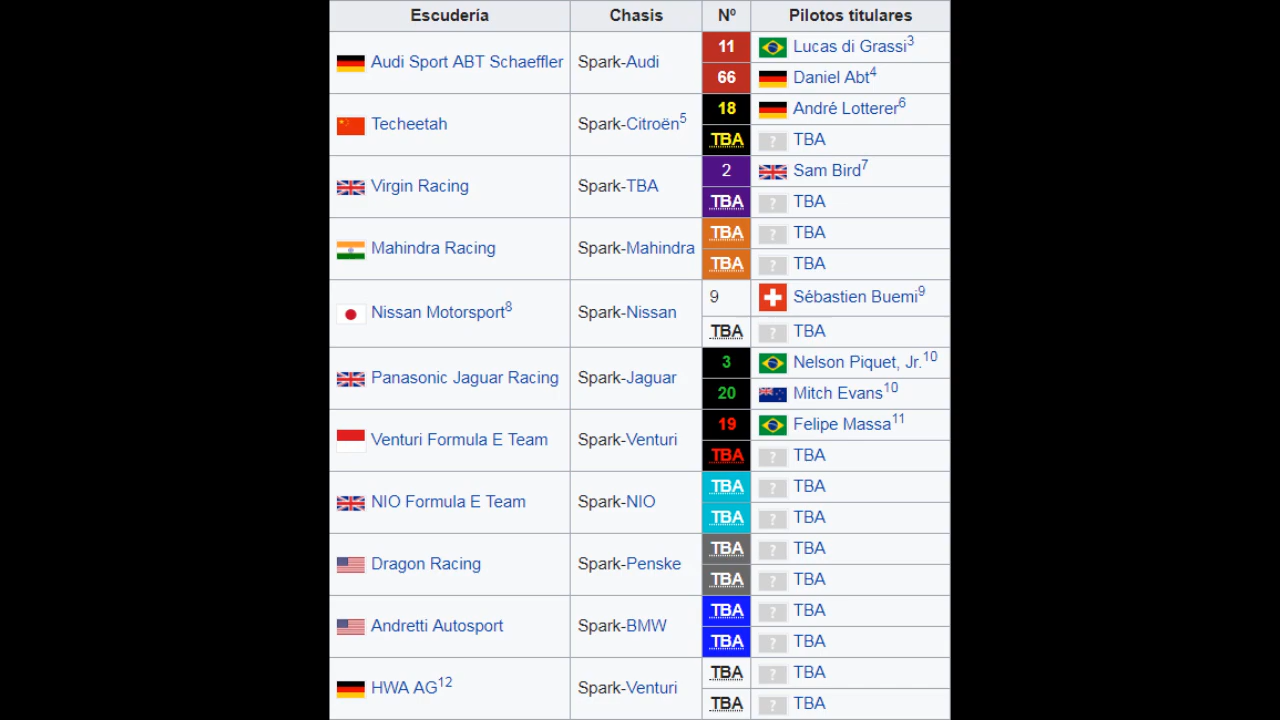 Escudería Chasis Nº Pilotos titulares
Audi Sport ABT Schaeffler Spark-Audi 11 Lucas di Grassi3
66 Daniel Abt4
Techeetah Spark-Citroën5 18 André Lotterer6
TBA ? TBA
Virgin Racing Spark-TBA 2 Sam Bird7
TBA ? TBA
Mahindra Racing Spark-Mahindra TBA ? TBA
TBA ? TBA
Nissan Motorsport8 Spark-Nissan 9 Sébastien Buemi9
TBA ? TBA
Panasonic Jaguar Racing Spark-Jaguar 3 Nelson Piquet, Jr.10
20 Mitch Evans10
Venturi Formula E Team Spark-Venturi 19 Felipe Massa11
TBA ? TBA
NIO Formula E Team Spark-NIO TBA ? TBA
TBA ? TBA
Dragon Racing Spark-Penske TBA ? TBA
TBA ? TBA
Andretti Autosport Spark-BMW TBA ? TBA
TBA ? TBA
HWA AG12 Spark-Venturi TBA ? TBA
TBA ? TBA